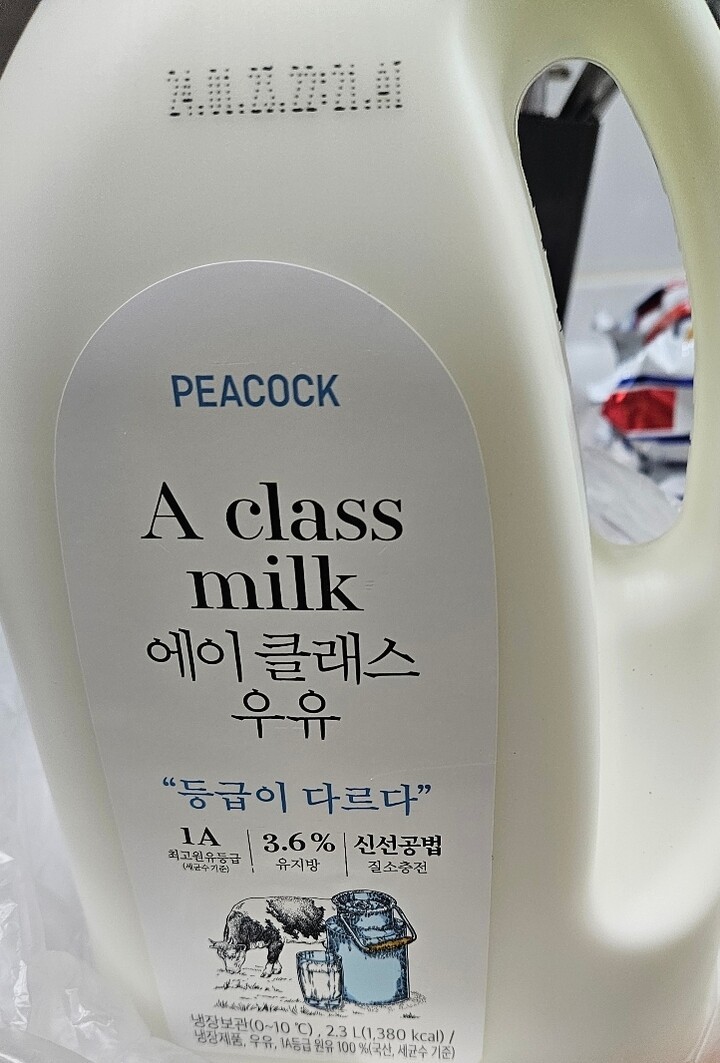 PEACOCK
A class
milk
에이 클래스
우유
“등급이 다르다”
1A 3.6% 신선공법
최고원유등급 유지방 질소충전
(세균수기준)
냉장보관(0~10 ℃) , 2.3 L(1,380 kcal) /
냉장제품, 우유, 1A등급 원유 100 %(국산, 세균수 기준)